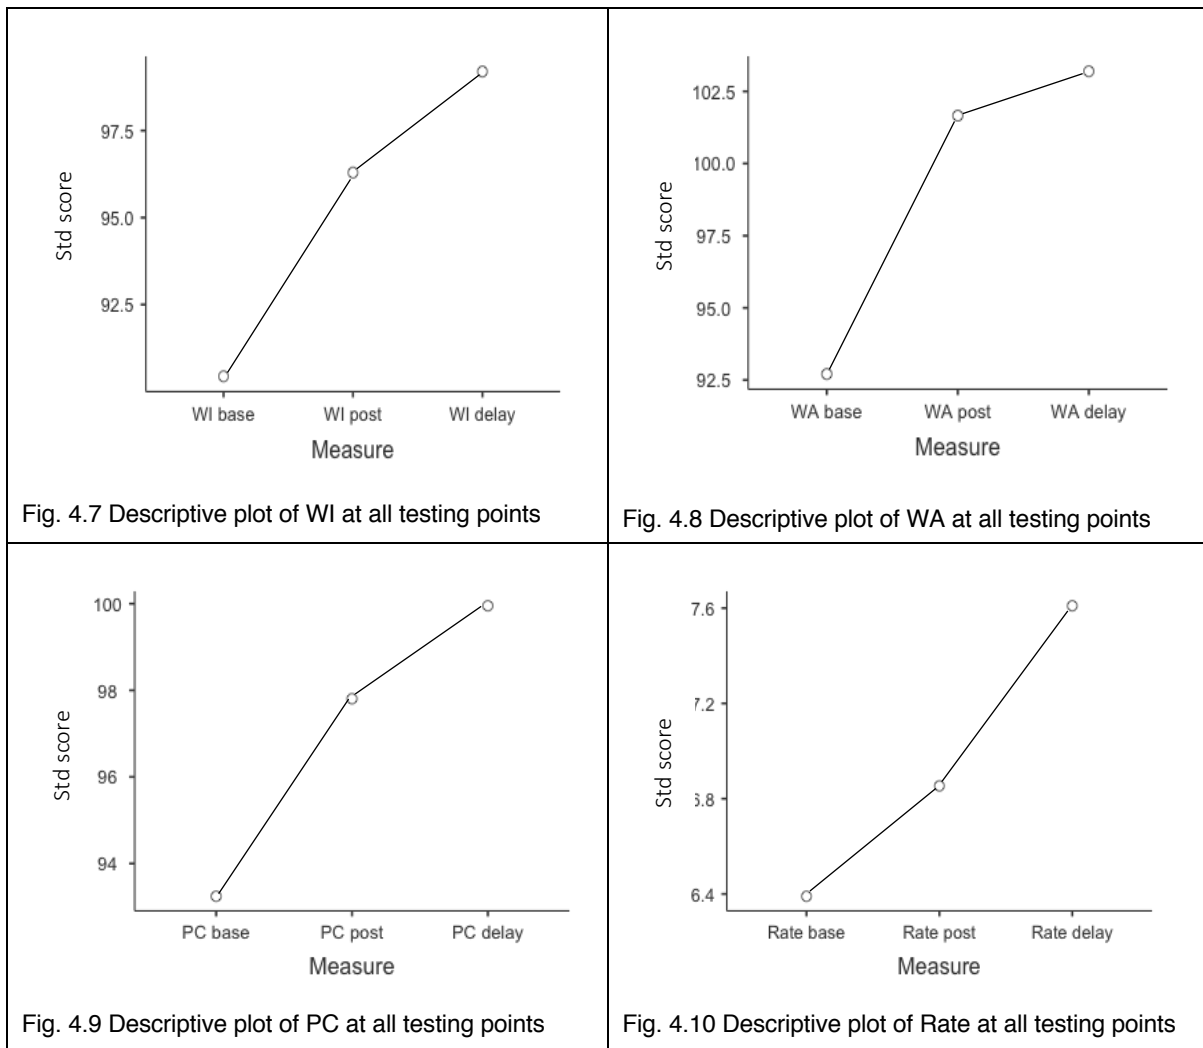 97.5
95.0
92.5
Std score
WI base WI post WI delay
Measure
Fig. 4.7 Descriptive plot of WI at all testing points
102.5
100.0
97.5
95.0
92.5
Std score
WA base WA post WA delay
Measure
Fig. 4.8 Descriptive plot of WA at all testing points
100
98
96
94
Std score
PC base PC post PC delay
Measure
Fig. 4.9 Descriptive plot of PC at all testing points
7.6
7.2
6.8
6.4
Std score
Rate base Rate post Rate delay
Measure
Fig. 4.10 Descriptive plot of Rate at all testing points